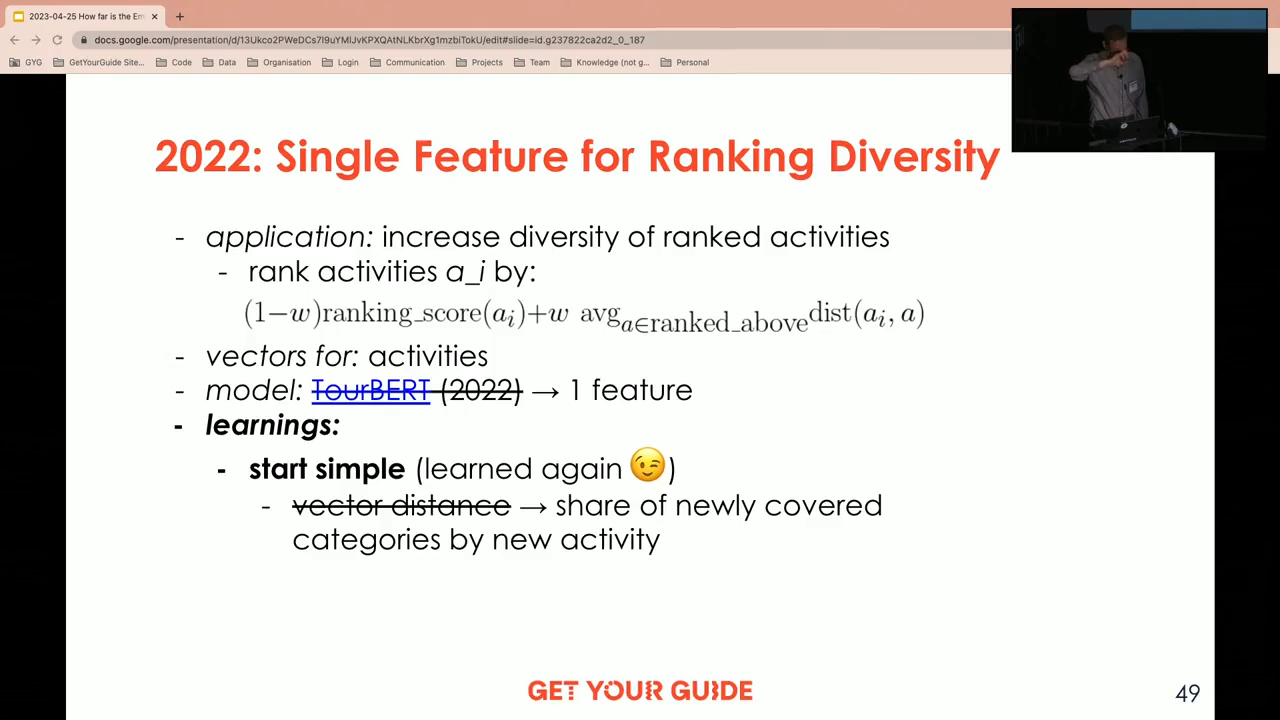 2023-04-25 How far is the Em
docs.google.com/presentation/d/13Ukco2PWeDCs7I9uYMlJvKPXQAtNLKbrXg1mzbiTokU/edit#slide=id.g237822ca2d2_0_187
GYG GetYourGuide Site... Code Data Organisation Login Communication Projects Team Knowledge (not g... Personal
2022: Single Feature for Ranking Diversity
- application: increase diversity of ranked activities
- rank activities a_i by:
(1−w)ranking_score(aᵢ)+w avg_{a∈ranked_above}dist(aᵢ, a)
- vectors for: activities
- model: TourBERT (2022) → 1 feature
- learnings:
- start simple (learned again 😉)
- vector distance → share of newly covered
categories by new activity
GET YOUR GUIDE
49